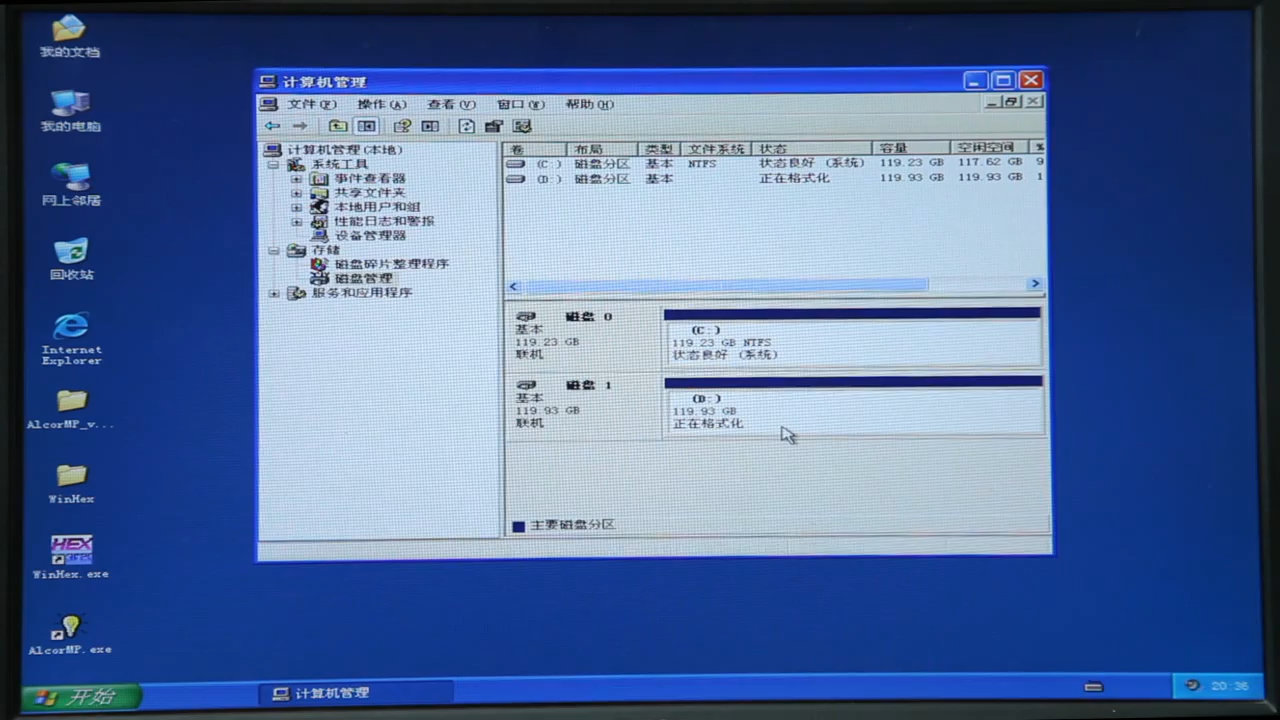 我的文档
我的电脑
网上邻居
回收站
Internet
Explorer
AlcorMP_v...
WinHex
HEX
WinHex.exe
AlcorMP.exe
计算机管理
文件(F) 操作(A) 查看(V) 窗口(W) 帮助(H)
计算机管理(本地)
系统工具
事件查看器
共享文件夹
本地用户和组
性能日志和警报
设备管理器
存储
磁盘碎片整理程序
磁盘管理
服务和应用程序
卷 布局 类型 文件系统 状态 容量 空闲空间 %
(C:) 磁盘分区 基本 NTFS 状态良好 (系统) 119.23 GB 117.62 GB 9
(D:) 磁盘分区 基本 正在格式化 119.93 GB 119.93 GB 1
磁盘 0
基本
119.23 GB
联机
(C:)
119.23 GB NTFS
状态良好 (系统)
磁盘 1
基本
119.93 GB
联机
(D:)
119.93 GB
正在格式化
主要磁盘分区
开始
计算机管理
20:36